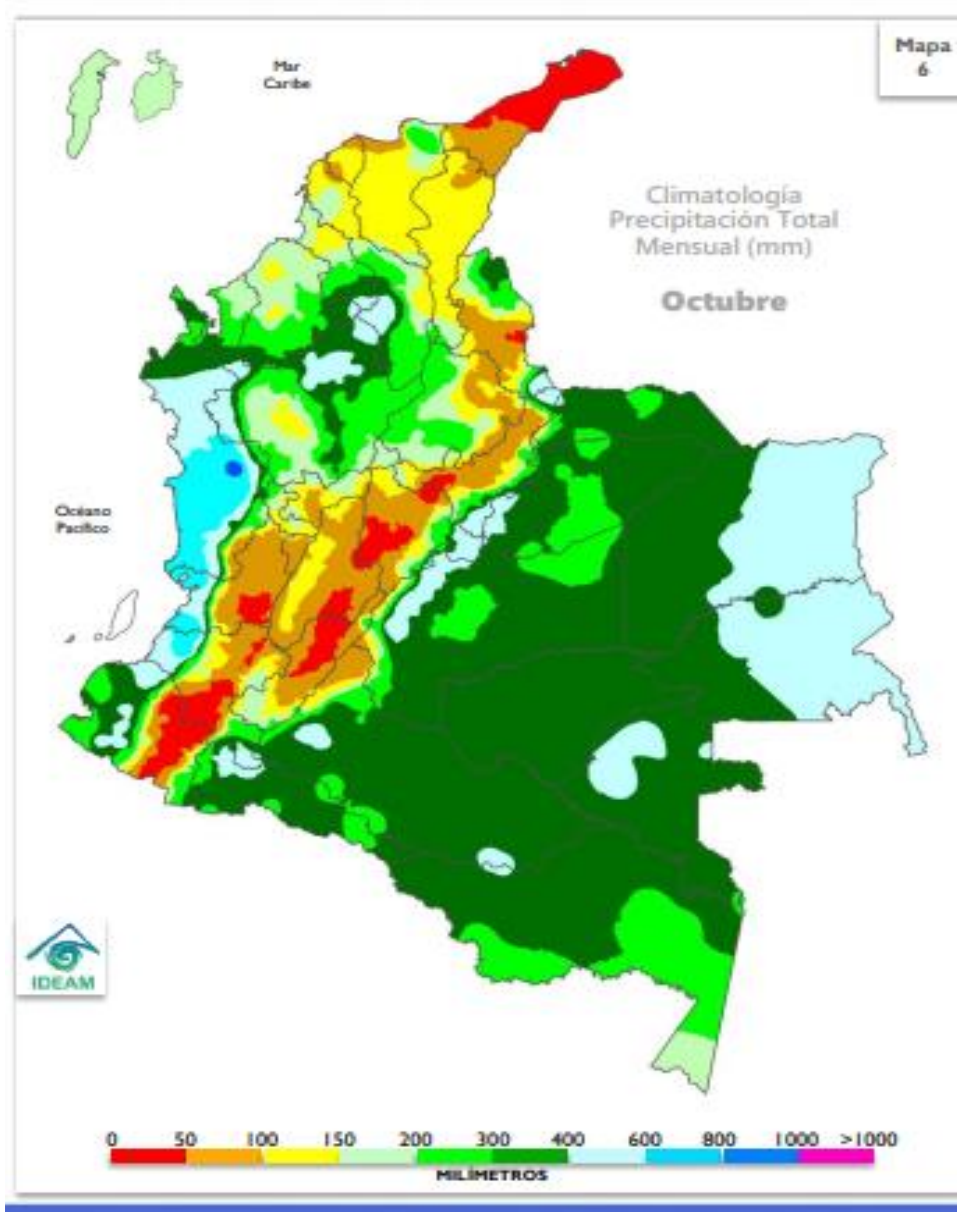 Mapa
6
Mar
Caribe
Climatología
Precipitación Total
Mensual (mm)
Octubre
Océano
Pacífico
IDEAM
0 50 100 150 200 300 400 600 800 1000 >1000
MILÍMETROS